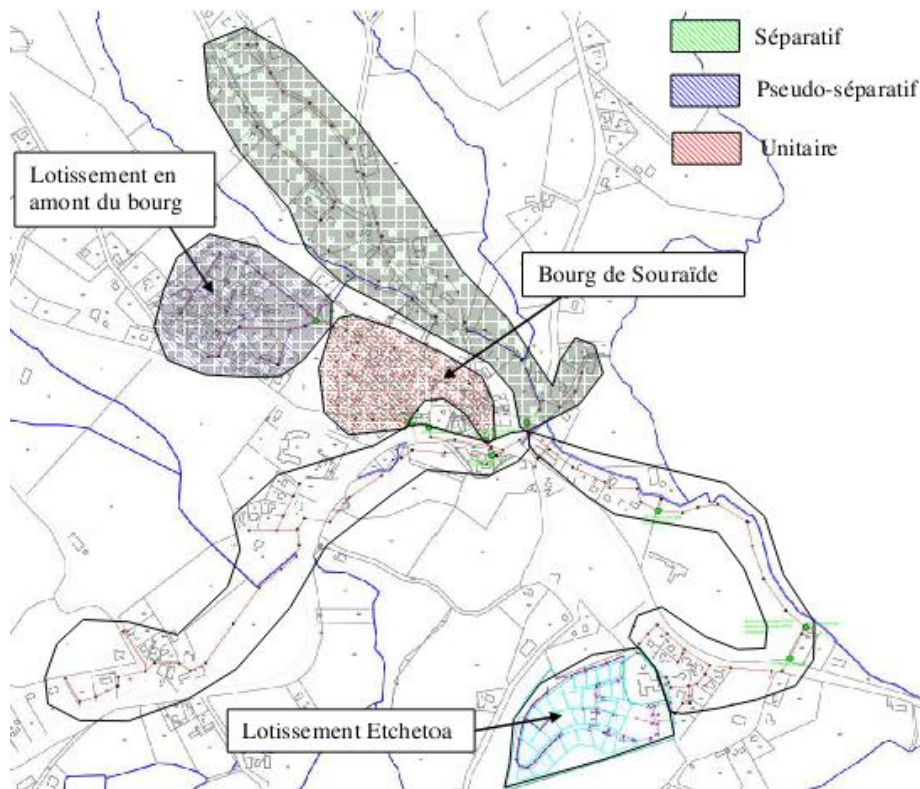 Séparatif
Pseudo-séparatif
Unitaire
Lotissement en
amont du bourg
Bourg de Souraïde
Lotissement Etchetoa